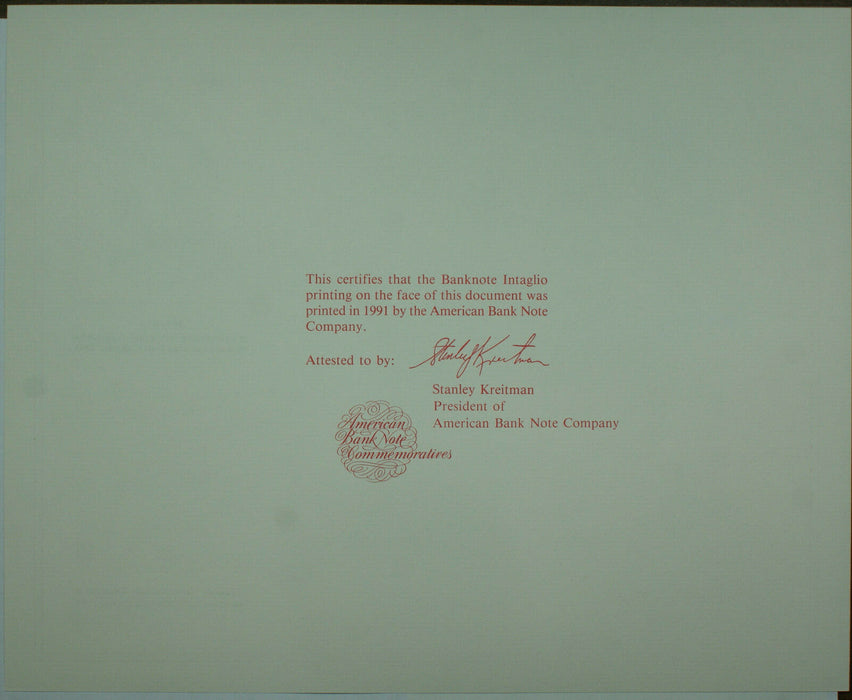 This certifies that the Banknote Intaglio
printing on the face of this document was
printed in 1991 by the American Bank Note
Company.
Attested to by: Stanley Kreitman
Stanley Kreitman
President of
American Bank Note Company
American
Bank Note
Commemoratives